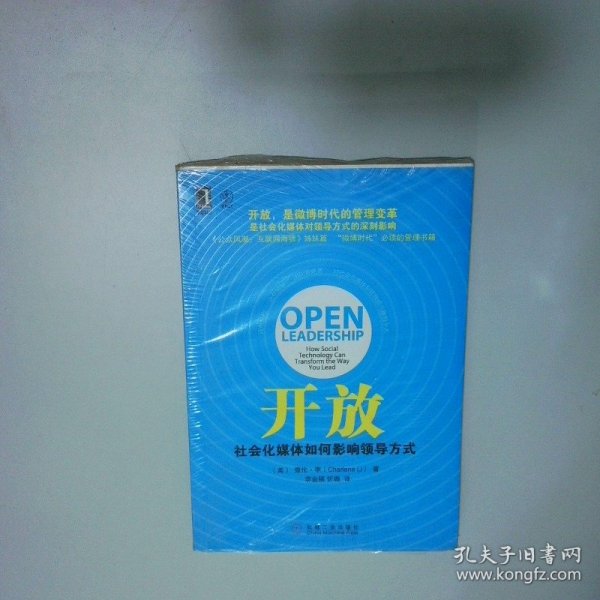 开放，是微博时代的管理变革
是社会化媒体对领导方式的深刻影响
《公众风潮：互联网海啸》姊妹篇 “微博时代”必读的管理书籍
OPEN
LEADERSHIP
How Social
Technology Can
Transform the Way
You Lead
开放
社会化媒体如何影响领导方式
（美） 李（Charlene Li） 著
译
机械工业出版社
China Machine Press
孔夫子旧书网
www.kongfz.com